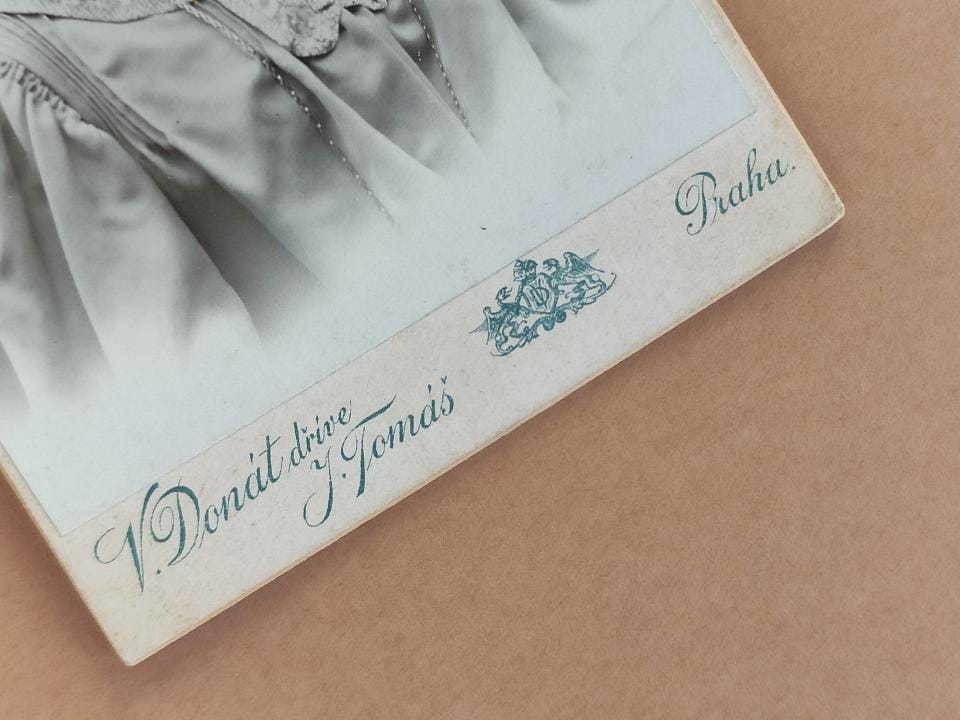 V. Donát dříve
J. Tomáš
Praha.